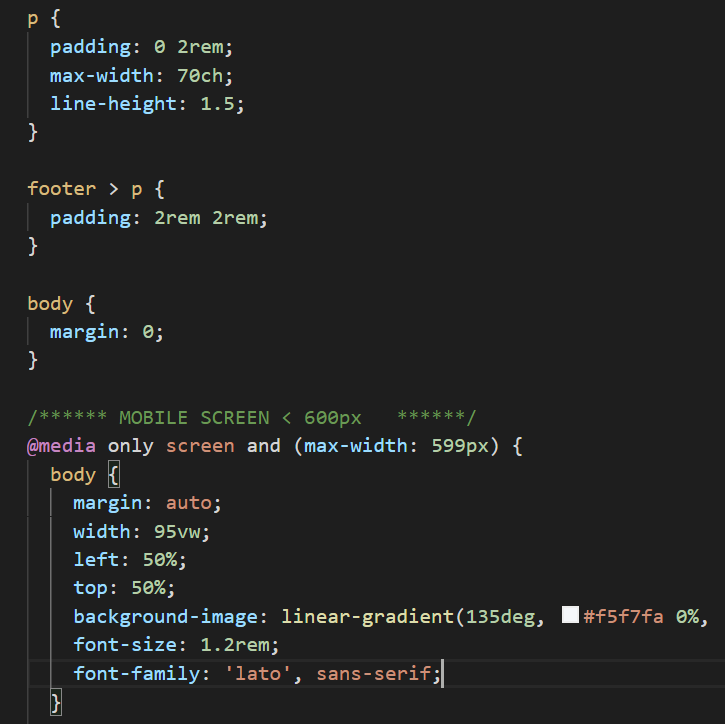 p {
  padding: 0 2rem;
  max-width: 70ch;
  line-height: 1.5;
}
footer > p {
  padding: 2rem 2rem;
}
body {
  margin: 0;
}
/****** MOBILE SCREEN < 600px   ******/
@media only screen and (max-width: 599px) {
  body {
    margin: auto;
    width: 95vw;
    left: 50%;
    top: 50%;
    background-image: linear-gradient(135deg, #f5f7fa 0%,
    font-size: 1.2rem;
    font-family: 'lato', sans-serif;
  }